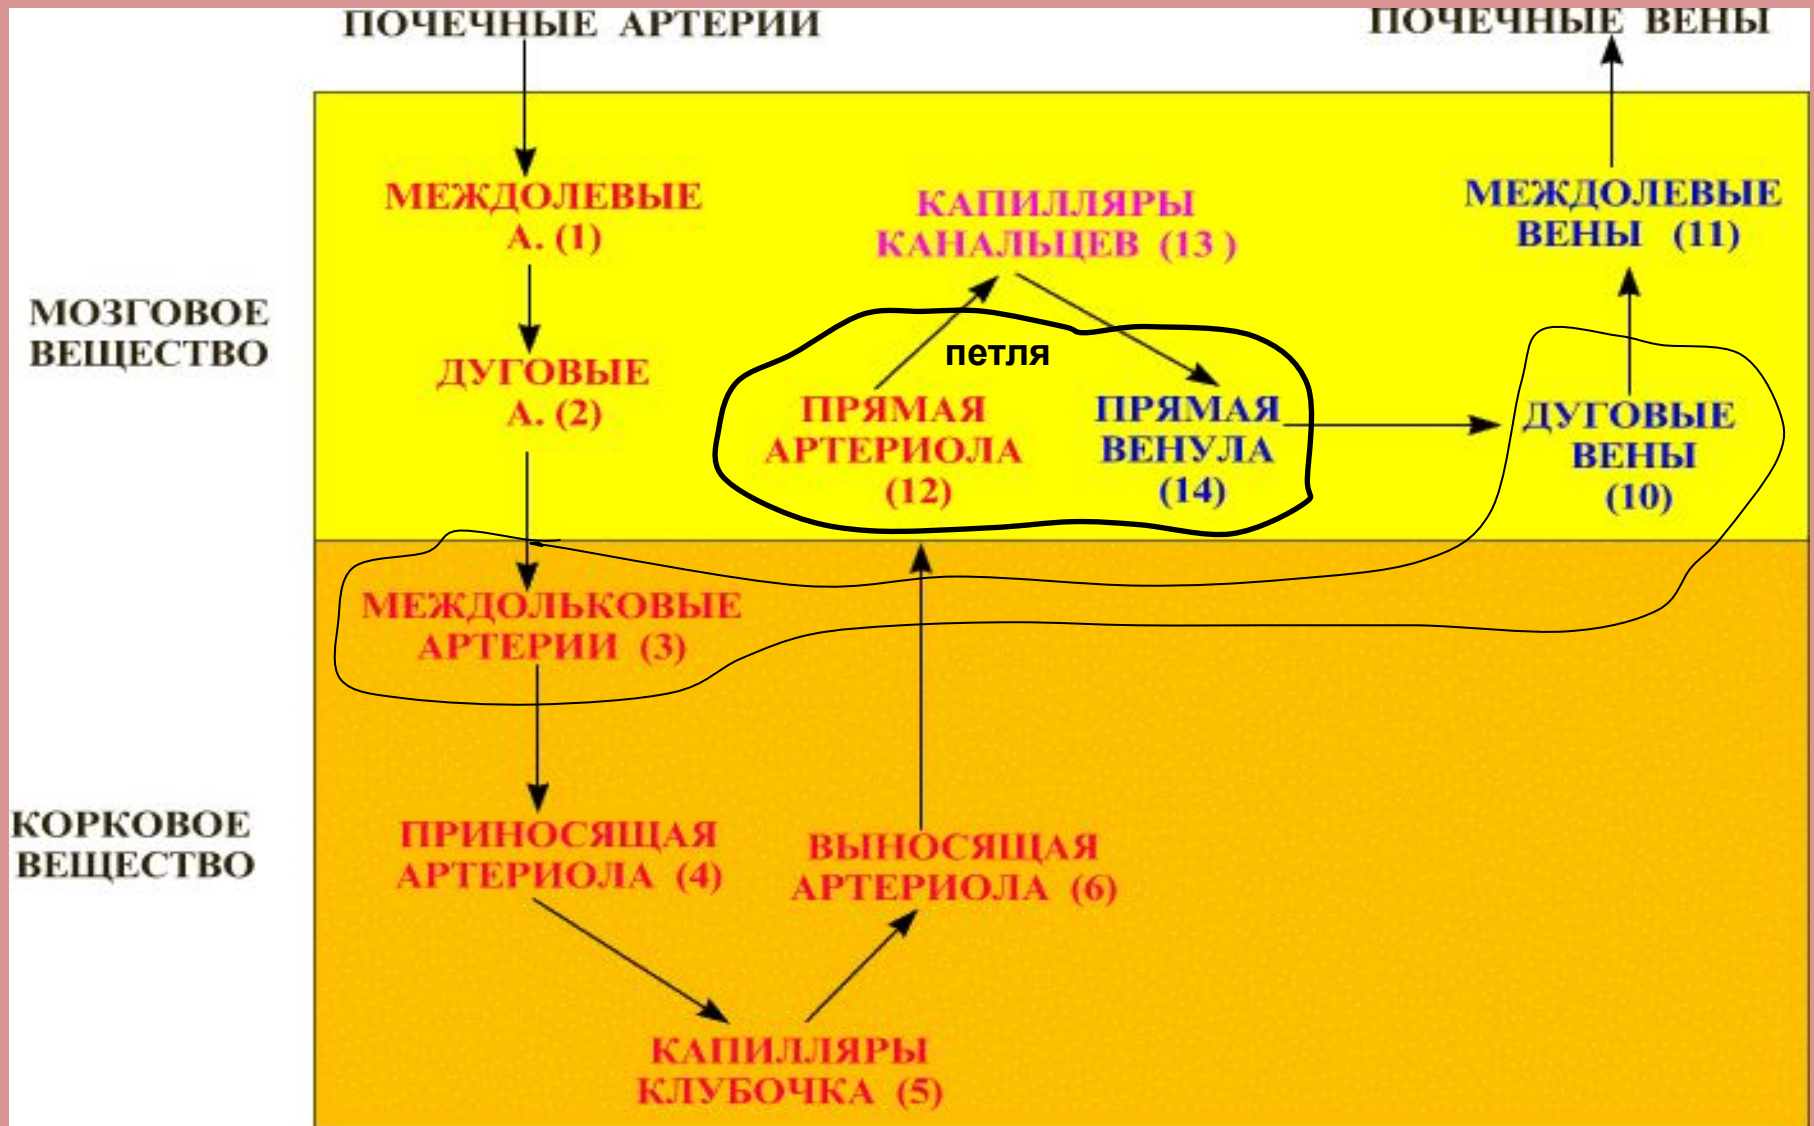 ПОЧЕЧНЫЕ АРТЕРИИ
ПОЧЕЧНЫЕ ВЕНЫ
МОЗГОВОЕ
ВЕЩЕСТВО
МЕЖДОЛЕВЫЕ
А. (1)
ДУГОВЫЕ
А. (2)
КАПИЛЛЯРЫ
КАНАЛЬЦЕВ (13 )
петля
ПРЯМАЯ
АРТЕРИОЛА
(12)
ПРЯМАЯ
ВЕНУЛА
(14)
МЕЖДОЛЕВЫЕ
ВЕНЫ (11)
ДУГОВЫЕ
ВЕНЫ
(10)
КОРКОВОЕ
ВЕЩЕСТВО
МЕЖДОЛЬКОВЫЕ
АРТЕРИИ (3)
ПРИНОСЯЩАЯ
АРТЕРИОЛА (4)
ВЫНОСЯЩАЯ
АРТЕРИОЛА (6)
КАПИЛЛЯРЫ
КЛУБОЧКА (5)